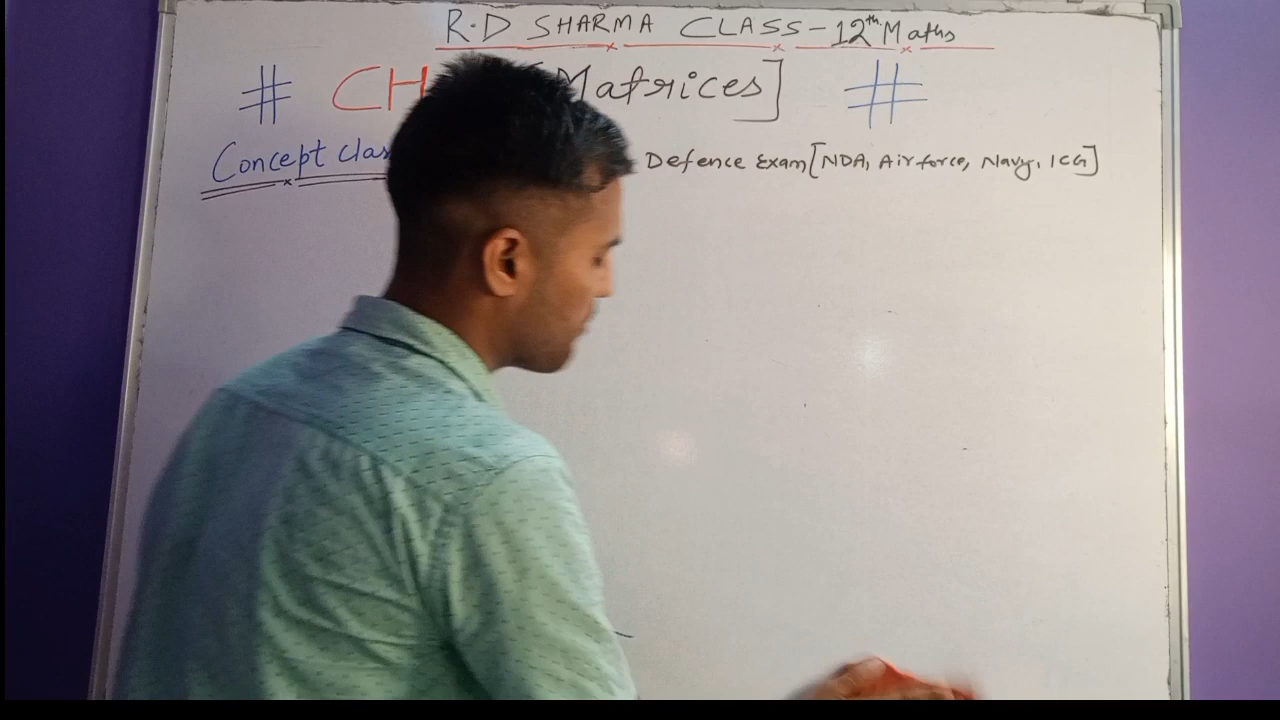 R.D SHARMA CLASS-12th Maths
# CH [Matrices] #
Concept clas Defence Exam [NDA, Airforce, Navy, ICG]